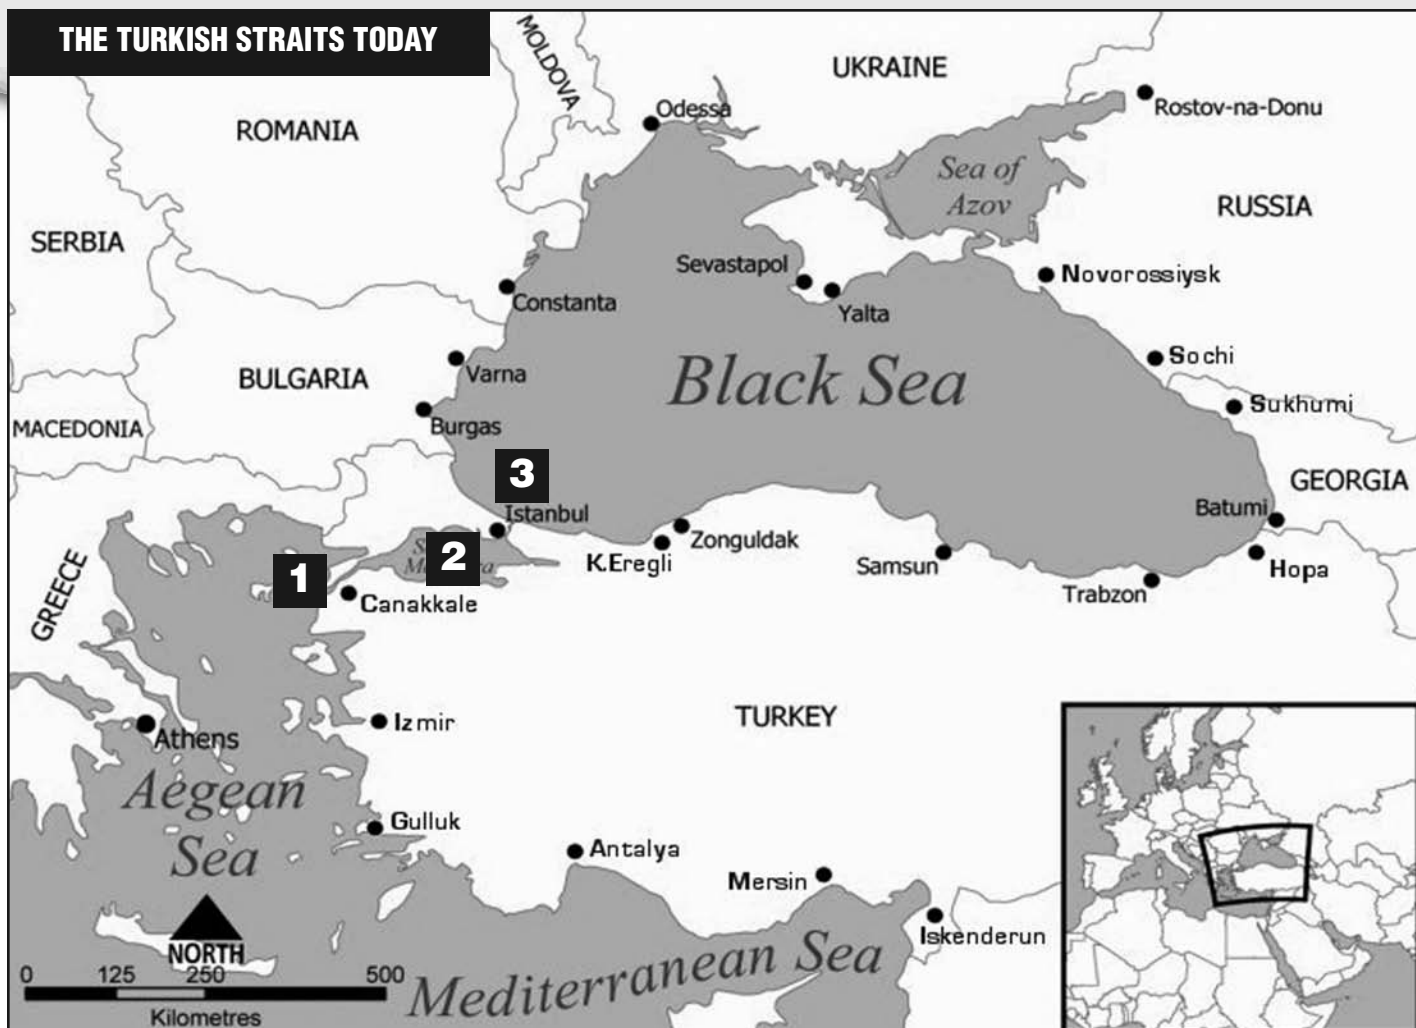 THE TURKISH STRAITS TODAY
MOLDOVA
UKRAINE
ROMANIA
Odessa
Rostov-na-Donu
Sea of
Azov
RUSSIA
SERBIA
Sevastapol
Novorossiysk
Constanta
Yalta
Black Sea
Sochi
BULGARIA
Varna
Sukhumi
MACEDONIA
Burgas
3
GEORGIA
Istanbul
Batumi
Zonguldak
2
K.Eregli
Samsun
1
Hopa
Canakkale
Trabzon
GREECE
Izmir
TURKEY
Athens
Aegean
Sea
Gulluk
Antalya
Mersin
Iskenderun
NORTH
Mediterranean Sea
0 125 250 500
Kilometres